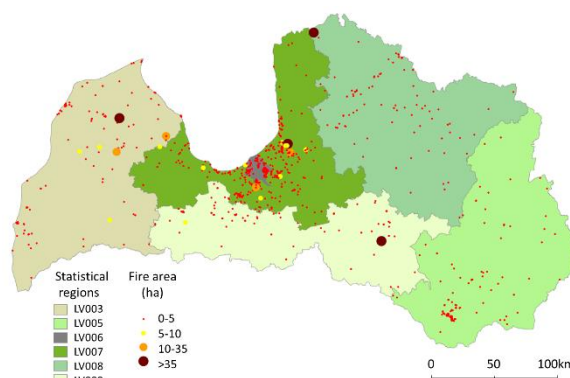 Statistical
regions
LV003
LV005
LV006
LV007
LV008
Fire area
(ha)
0-5
5-10
10-35
>35
0 50 100km